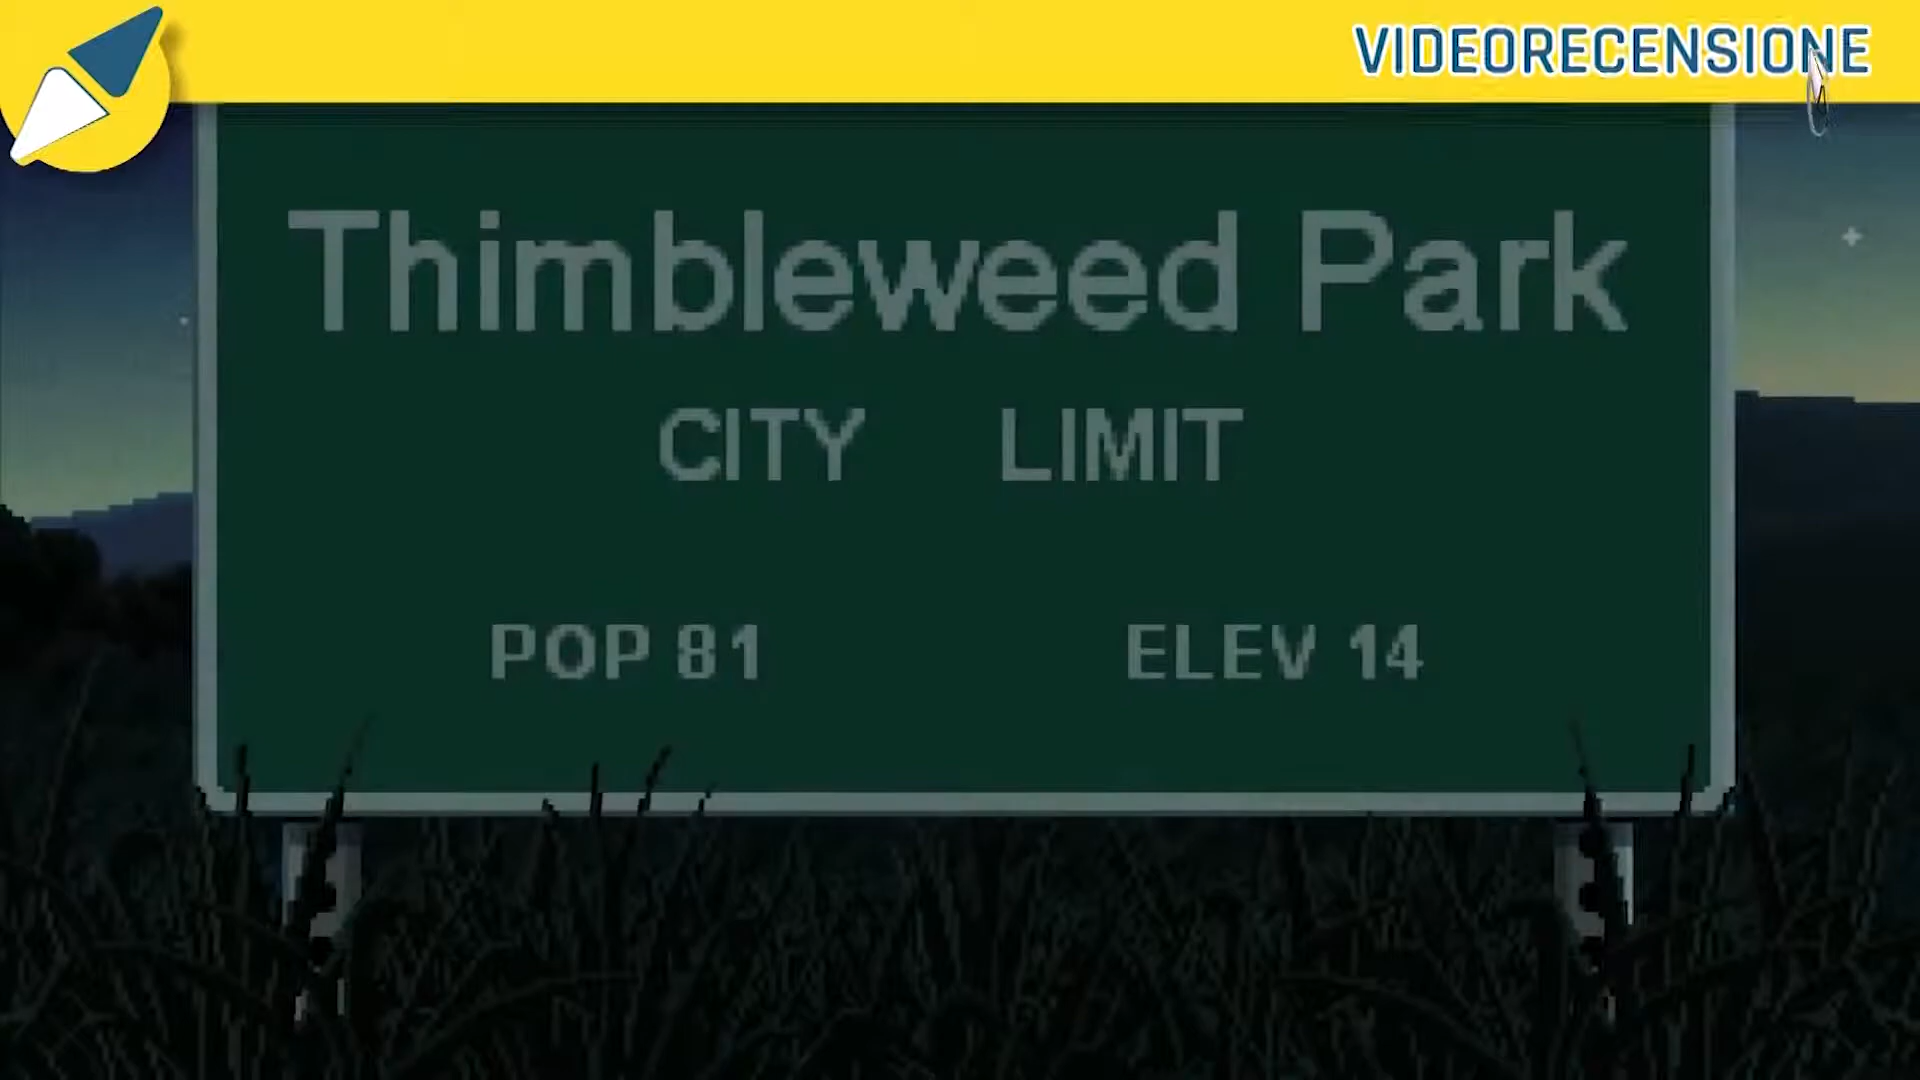 VIDEORECENSIONE
Thimbleweed Park
CITY LIMIT
POP 81 ELEV 14